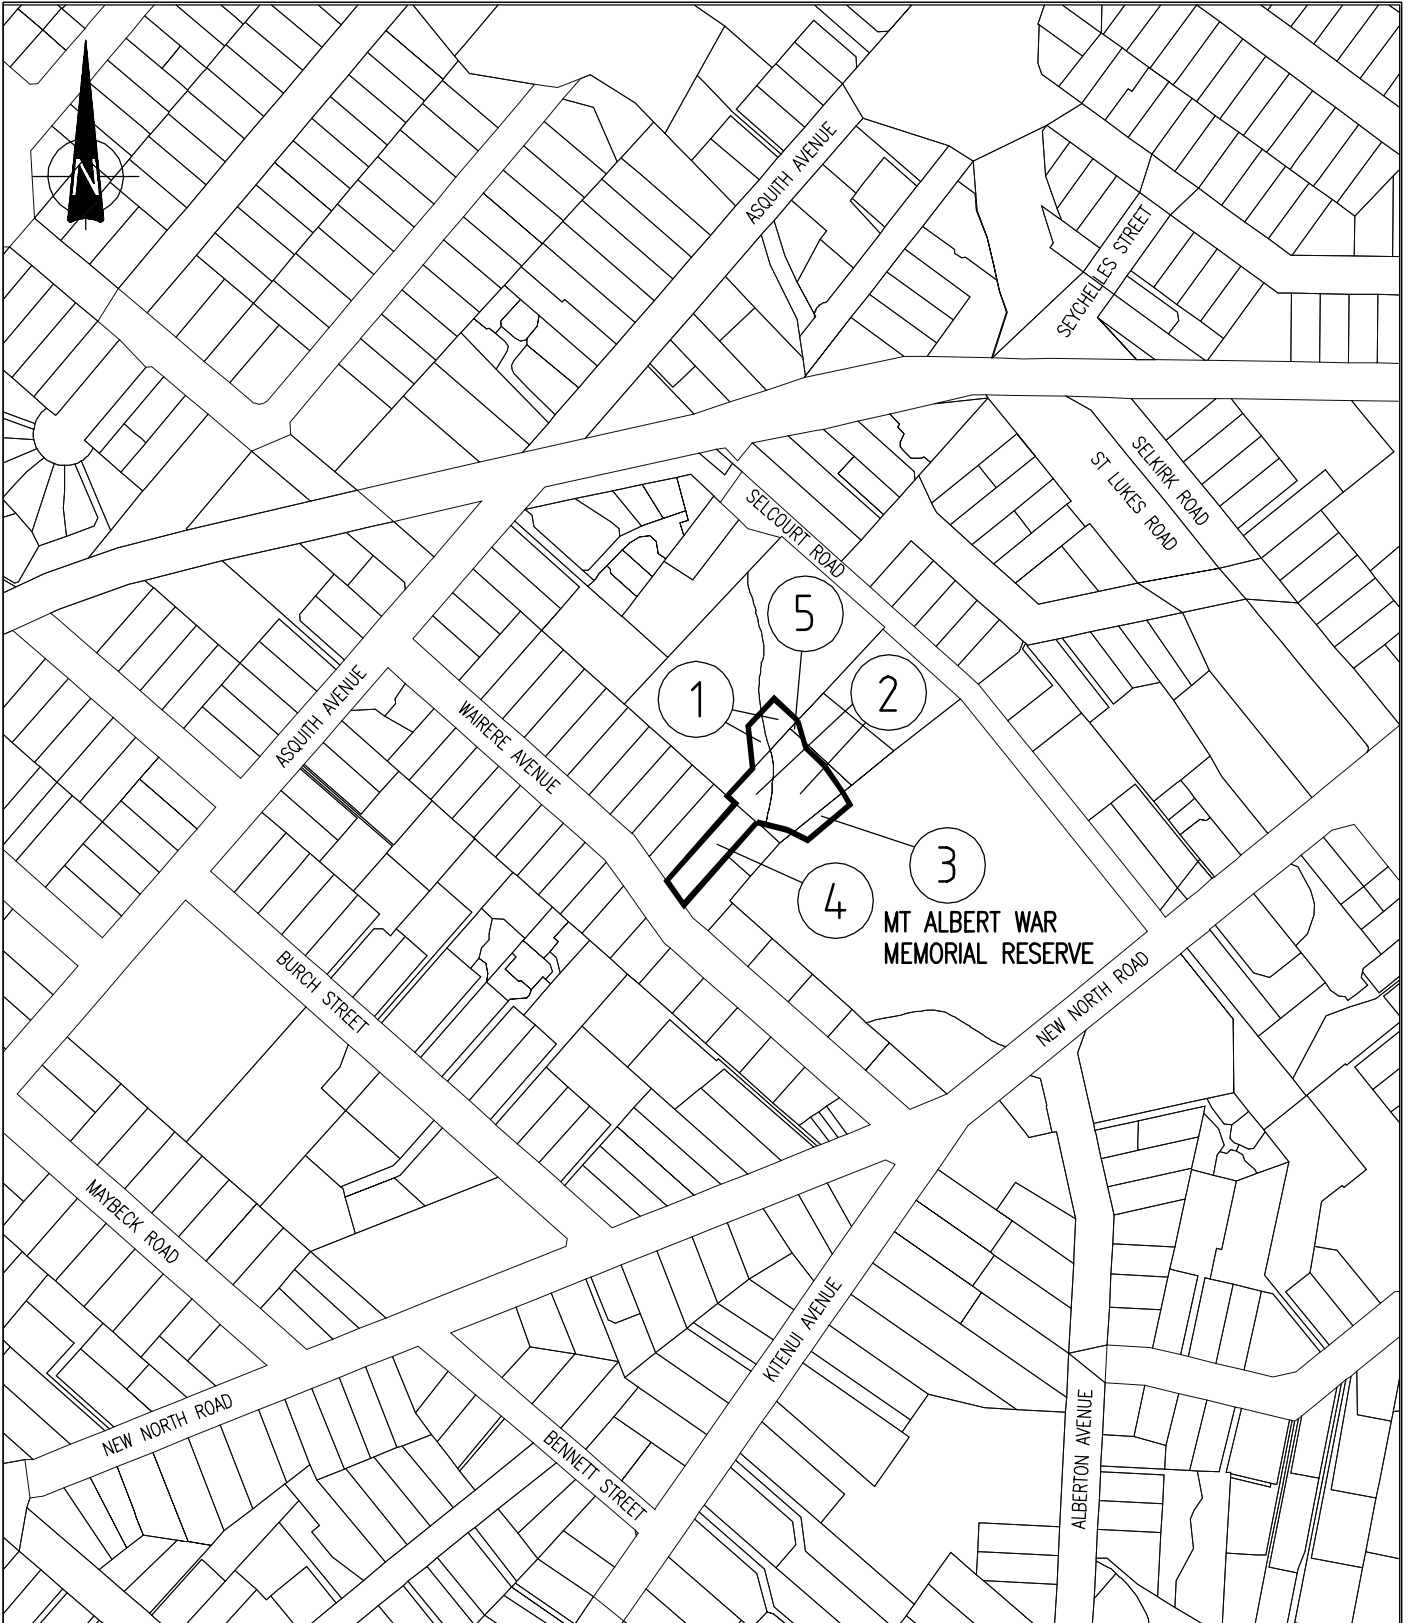 N
ASQUITH AVENUE
SEYCHELLES STREET
SELKIRK ROAD
ST LUKES ROAD
SELCOURT ROAD
5
1
2
ASQUITH AVENUE
WAIRERE AVENUE
3
4
MT ALBERT WAR
MEMORIAL RESERVE
BURCH STREET
NEW NORTH ROAD
MAYBECK ROAD
KITENUI AVENUE
NEW NORTH ROAD
BENNETT STREET
ALBERTON AVENUE